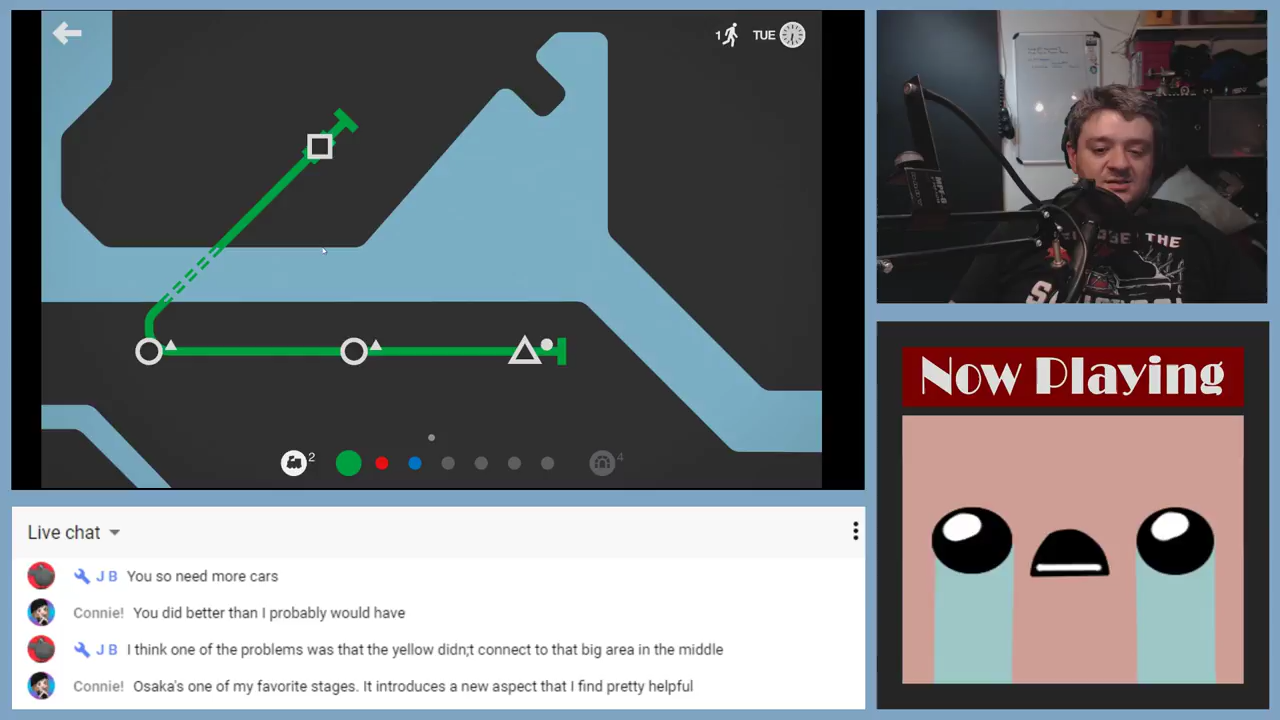 1 TUE
2 4
Live chat
J B You so need more cars
Connie! You did better than I probably would have
J B I think one of the problems was that the yellow didn;t connect to that big area in the middle
Connie! Osaka's one of my favorite stages. It introduces a new aspect that I find pretty helpful
Now Playing